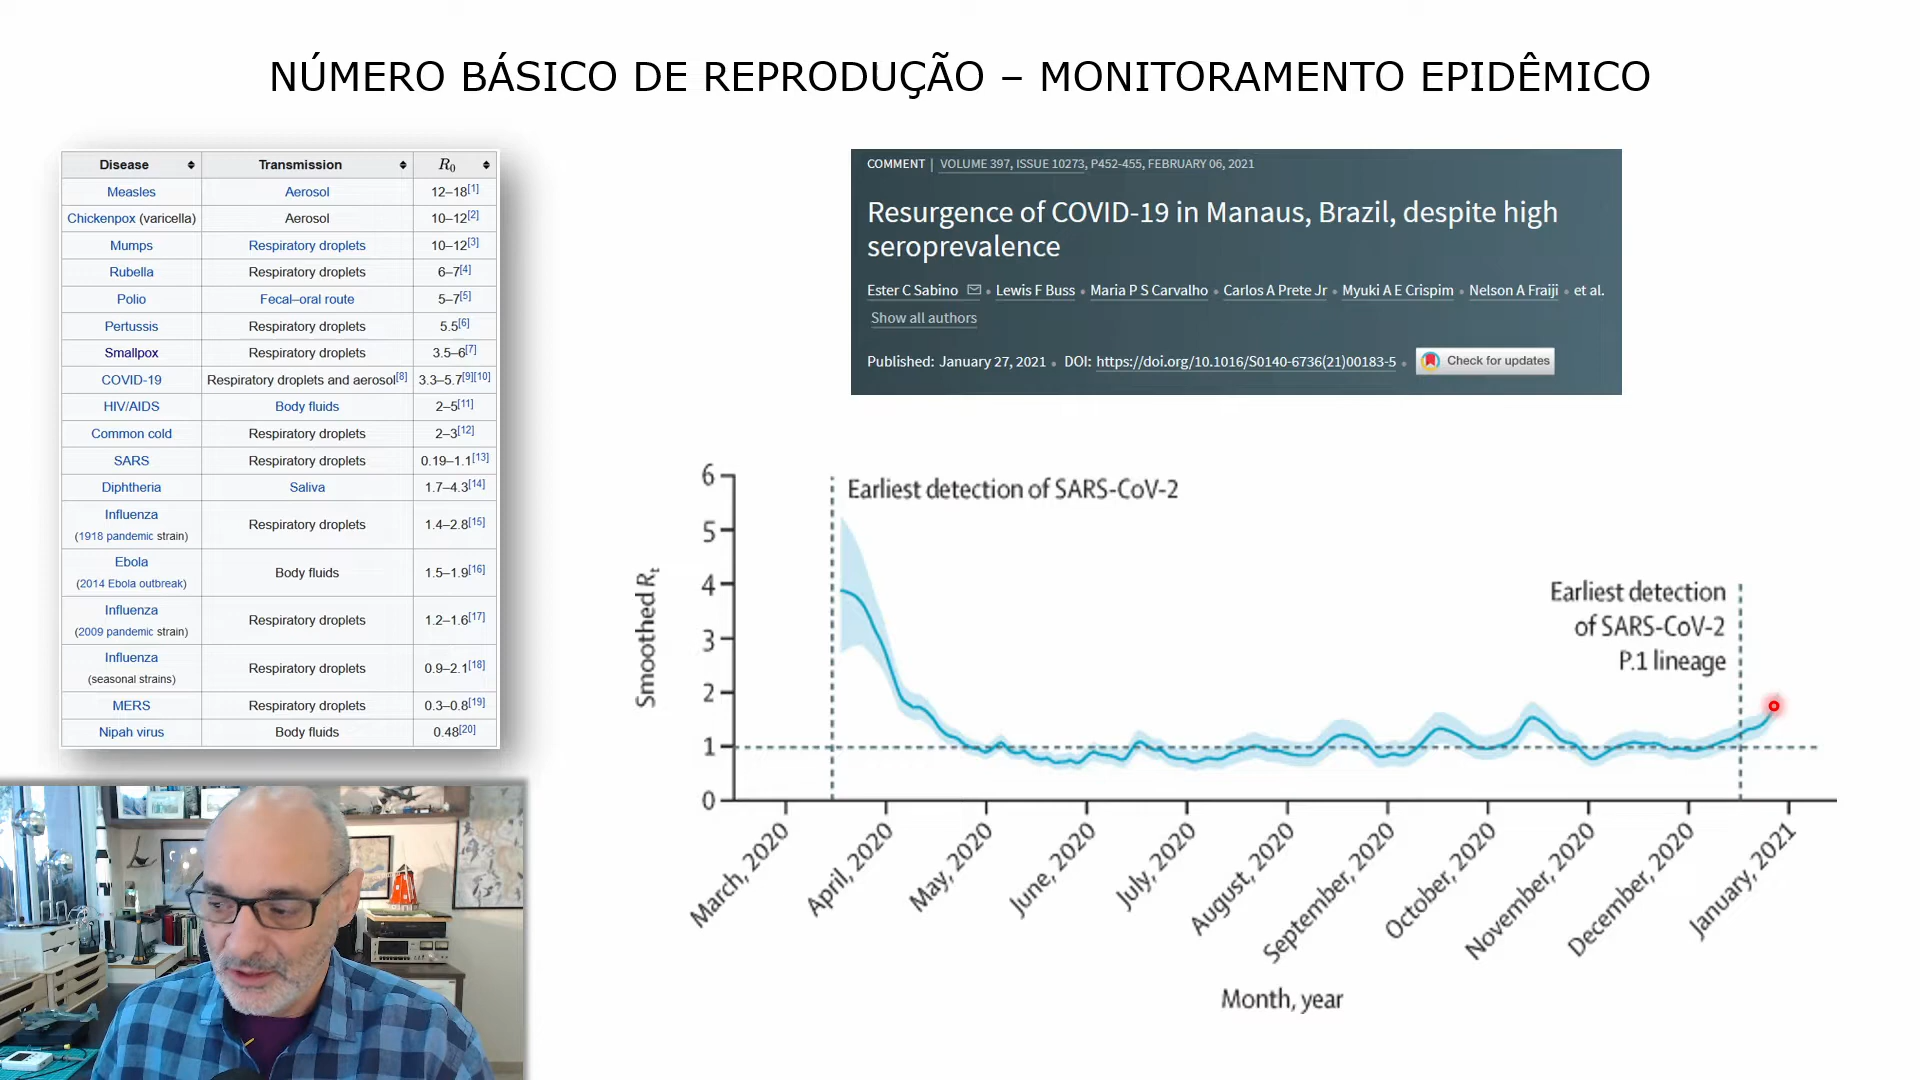 NÚMERO BÁSICO DE REPRODUÇÃO – MONITORAMENTO EPIDÊMICO
Disease Transmission R0
Measles Aerosol 12–18[1]
Chickenpox (varicella) Aerosol 10–12[2]
Mumps Respiratory droplets 10–12[3]
Rubella Respiratory droplets 6–7[4]
Polio Fecal–oral route 5–7[5]
Pertussis Respiratory droplets 5.5[6]
Smallpox Respiratory droplets 3.5–6[7]
COVID-19 Respiratory droplets and aerosol[8] 3.3–5.7[9][10]
HIV/AIDS Body fluids 2–5[11]
Common cold Respiratory droplets 2–3[12]
SARS Respiratory droplets 0.19–1.1[13]
Diphtheria Saliva 1.7–4.3[14]
Influenza
(1918 pandemic strain) Respiratory droplets 1.4–2.8[15]
Ebola
(2014 Ebola outbreak) Body fluids 1.5–1.9[16]
Influenza
(2009 pandemic strain) Respiratory droplets 1.2–1.6[17]
Influenza
(seasonal strains) Respiratory droplets 0.9–2.1[18]
MERS Respiratory droplets 0.3–0.8[19]
Nipah virus Body fluids 0.48[20]
COMMENT | VOLUME 397, ISSUE 10273, P452-455, FEBRUARY 06, 2021
Resurgence of COVID-19 in Manaus, Brazil, despite high
seroprevalence
Ester C Sabino • Lewis F Buss • Maria P S Carvalho • Carlos A Prete Jr • Myuki A E Crispim • Nelson A Fraiji • et al.
Show all authors
Published: January 27, 2021 • DOI: https://doi.org/10.1016/S0140-6736(21)00183-5 • Check for updates
Earliest detection of SARS-CoV-2
Earliest detection
of SARS-CoV-2
P.1 lineage
Smoothed Rt
6
5
4
3
2
1
0
March, 2020
April, 2020
May, 2020
June, 2020
July, 2020
August, 2020
September, 2020
October, 2020
November, 2020
December, 2020
January, 2021
Month, year